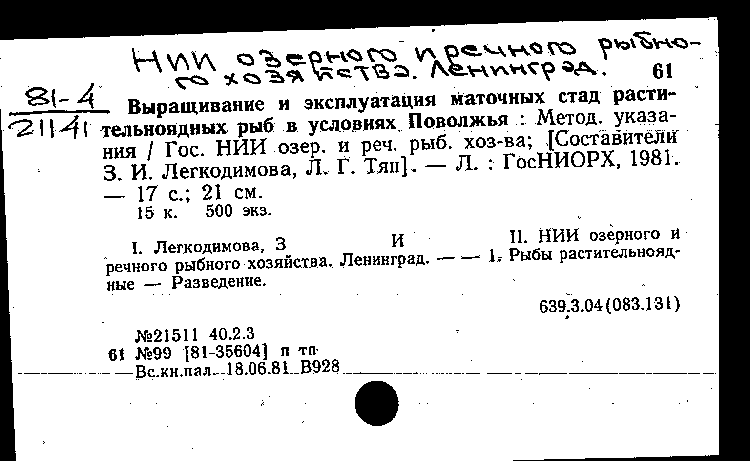 НИИ озерного и речного рыбно-
го хозяйства. Ленинград.
61
81-4
21141
Выращивание и эксплуатация маточных стад расти-
тельноядных рыб в условиях Поволжья : Метод. указа-
ния / Гос. НИИ озер. и реч. рыб. хоз-ва; [Составители
З. И. Легкодимова, Л. Г. Тяп]. — Л. : ГосНИОРХ, 1981.
— 17 с.; 21 см.
15 к. 500 экз.
I. Легкодимова, З И II. НИИ озерного и
речного рыбного хозяйства. Ленинград. — — 1. Рыбы растительнояд-
ные — Разведение.
639.3.04(083.131)
№21511 40.2.3
61 №99 [81-35604] п тп
Вс.кн.пал. 18.06.81 В928